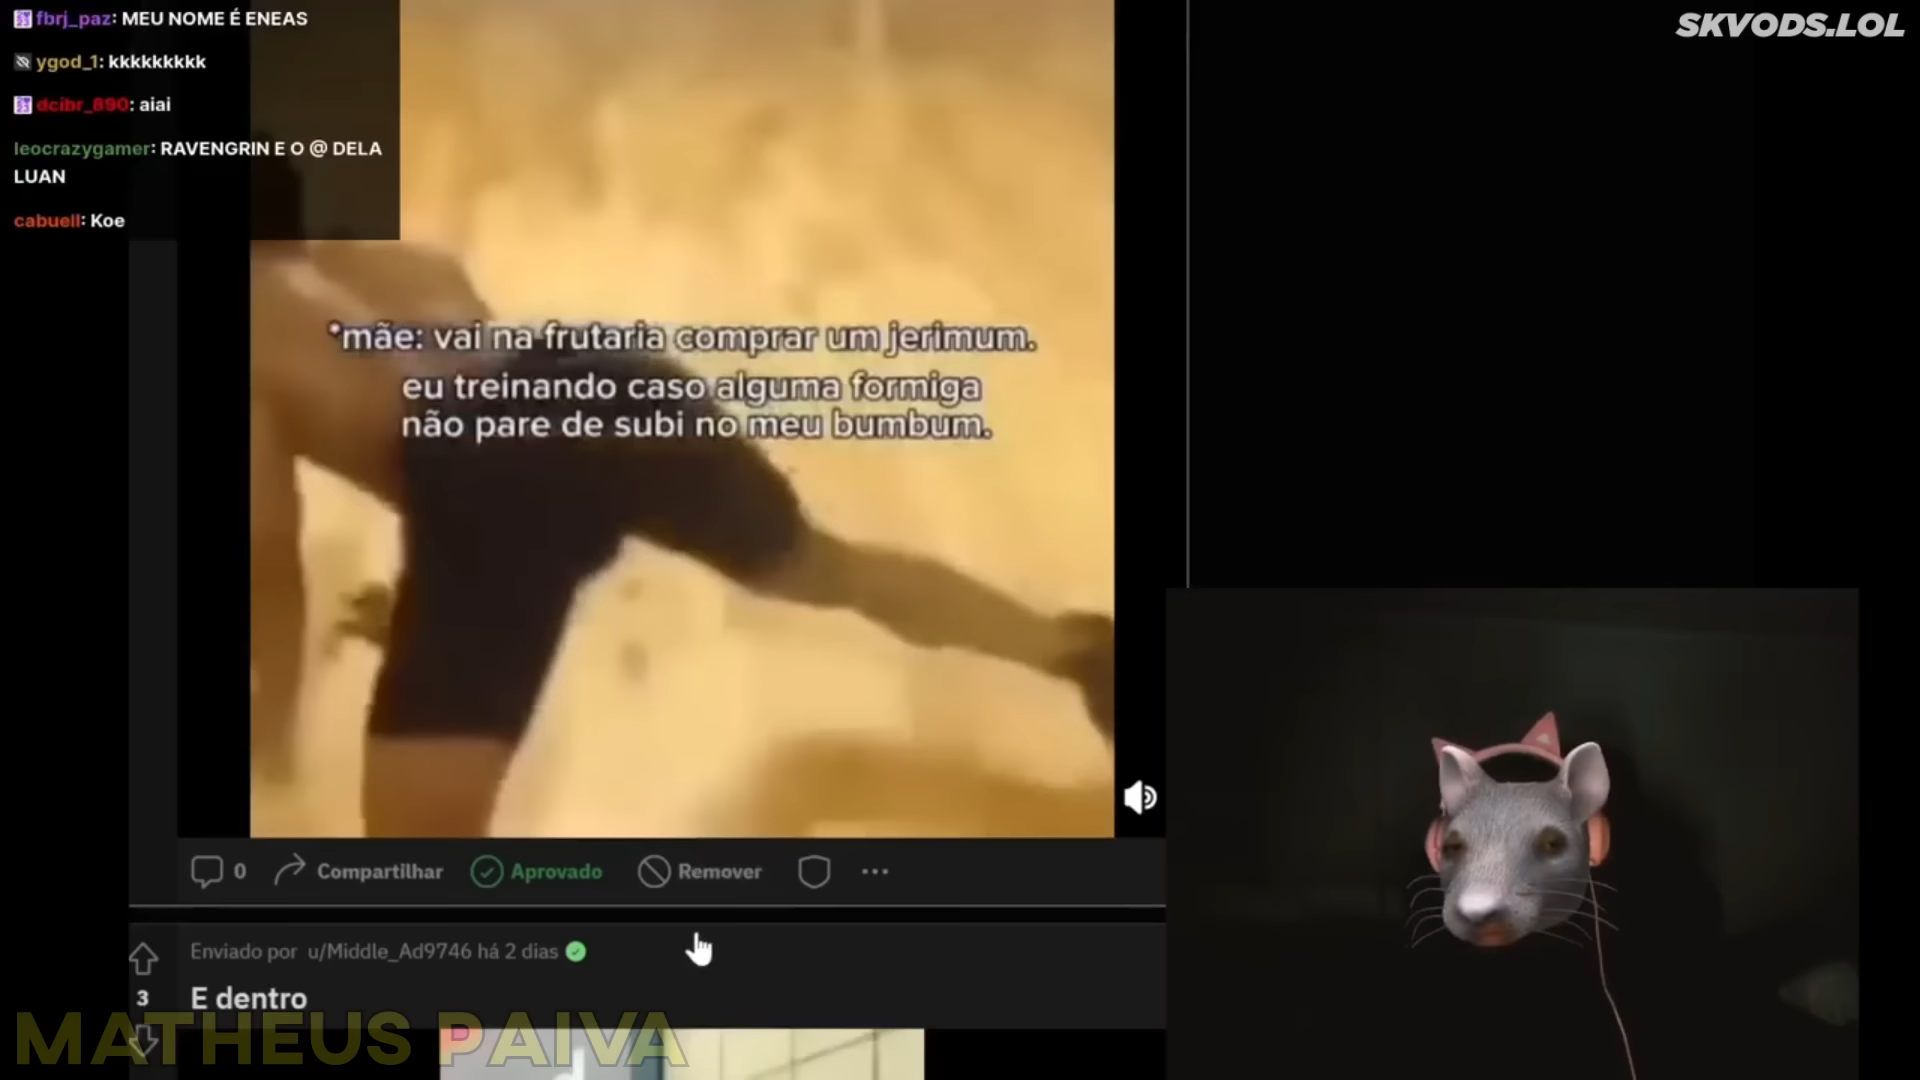 fbrj_paz: MEU NOME É ENEAS
ygod_1: kkkkkkkkk
dcibr_890: aiai
leocrazygamer: RAVENGRIN E O @ DELA
LUAN
cabuell: Koe
SKVODS.LOL
*mãe: vai na frutaria comprar um jerimum.
eu treinando caso alguma formiga
não pare de subi no meu bumbum.
0 Compartilhar Aprovado Remover
Enviado por u/Middle_Ad9746 há 2 dias
3
E dentro
MATHEUS PAIVA